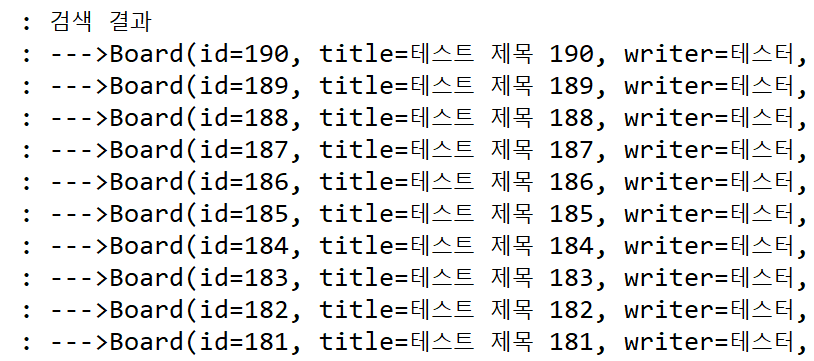 : 검색 결과
: --->Board(id=190, title=테스트 제목 190, writer=테스터,
: --->Board(id=189, title=테스트 제목 189, writer=테스터,
: --->Board(id=188, title=테스트 제목 188, writer=테스터,
: --->Board(id=187, title=테스트 제목 187, writer=테스터,
: --->Board(id=186, title=테스트 제목 186, writer=테스터,
: --->Board(id=185, title=테스트 제목 185, writer=테스터,
: --->Board(id=184, title=테스트 제목 184, writer=테스터,
: --->Board(id=183, title=테스트 제목 183, writer=테스터,
: --->Board(id=182, title=테스트 제목 182, writer=테스터,
: --->Board(id=181, title=테스트 제목 181, writer=테스터,